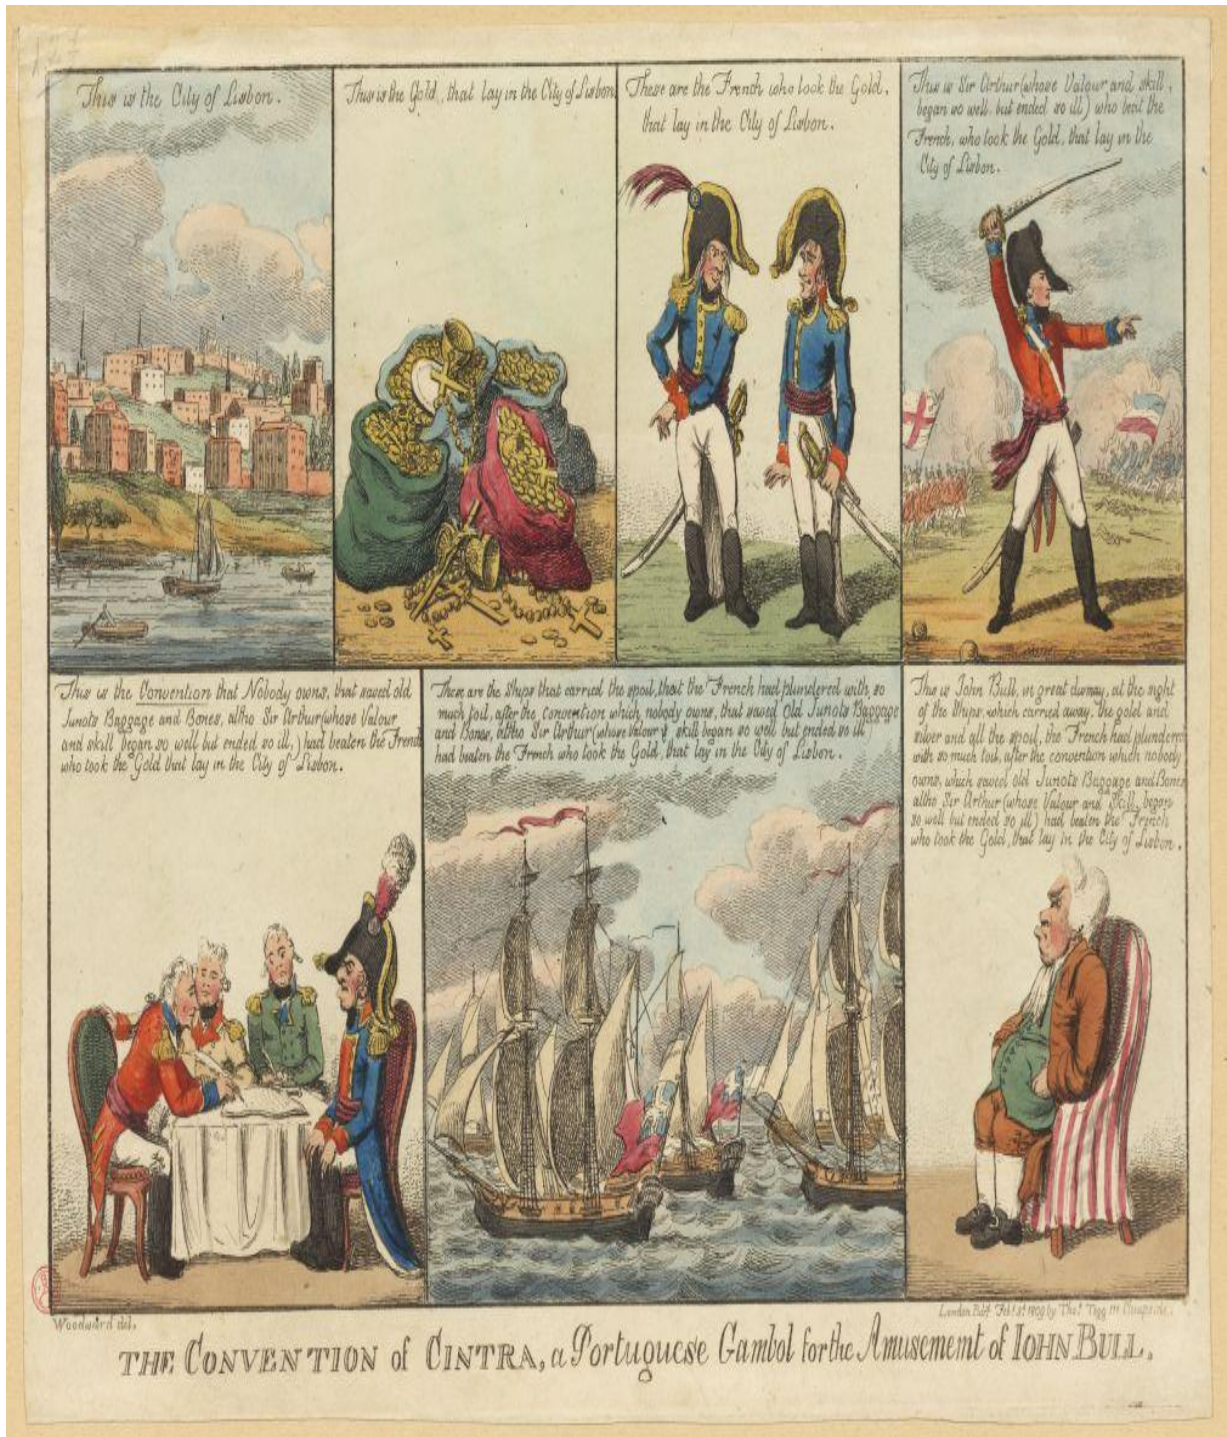 127
This is the City of Lisbon.
This is the Gold, that lay in the City of Lisbon
These are the French who took the Gold,
that lay in the City of Lisbon.
This is Sir Arthur (whose Valour and skill,
began so well but ended so ill) who beat the
French, who took the Gold, that lay in the
City of Lisbon.
This is the Convention that Nobody owns, that saved old
Junots Baggage and Bones, altho Sir Arthur (whose Valour
and skill began so well but ended so ill,) had beaten the French
who took the Gold that lay in the City of Lisbon.
These are the Ships that carried the spoil, that the French had plundered with so
much toil, after the convention which nobody owns, that saved old Junots Baggage
and Bones, altho Sir Arthur (whose valour & skill began so well but ended so ill)
had beaten the French who took the Gold, that lay in the City of Lisbon.
This is John Bull, in great dismay, at the sight
of the Ships, which carried away, the gold and
silver and all the spoil, the French had plunderd
with so much toil, after the convention which nobody
owns, which saved old Junots Baggage and Bones
altho Sir Arthur (whose Valour and Skill, began
so well but ended so ill) had beaten the French
who took the Gold, that lay in the City of Lisbon.
Woodward del.
London Pubd Feby 3d 1809 by Thos Tegg 111 Cheapside.
THE CONVENTION of CINTRA, a Portuguese Gambol for the Amusememt of IOHN BULL.